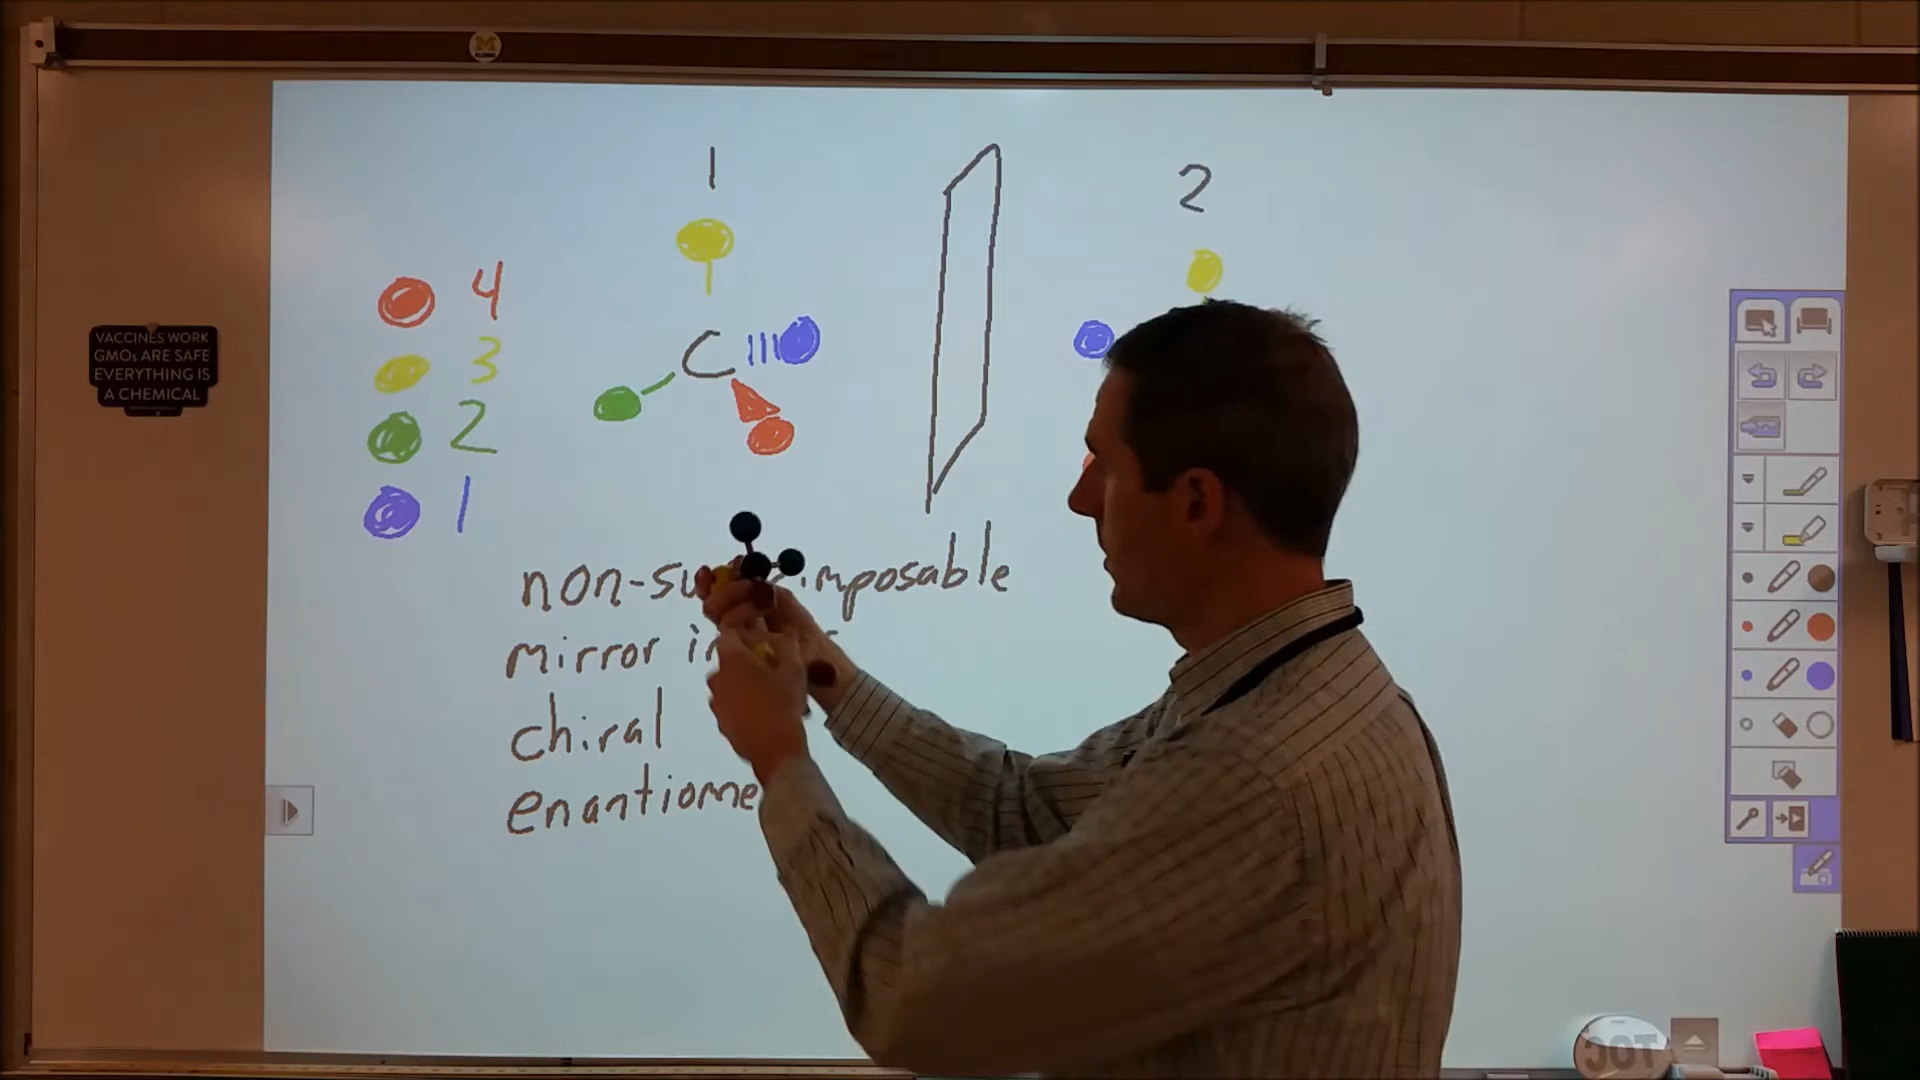 M
1
2
4
3
2
1
C
VACCINES WORK
GMOs ARE SAFE
EVERYTHING IS
A CHEMICAL
non-su imposable
mirror
chiral
enantiome
TOC